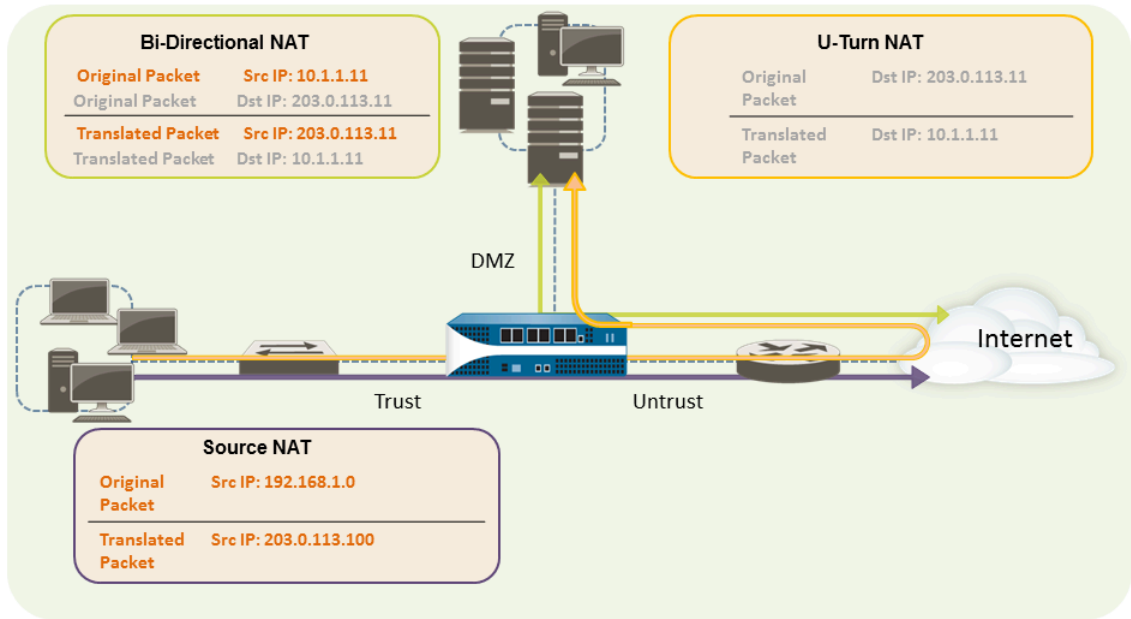 Bi-Directional NAT
Original Packet Src IP: 10.1.1.11
Original Packet Dst IP: 203.0.113.11
Translated Packet Src IP: 203.0.113.11
Translated Packet Dst IP: 10.1.1.11
U-Turn NAT
Original Dst IP: 203.0.113.11
Packet
Translated Dst IP: 10.1.1.11
Packet
DMZ
Internet
Trust
Untrust
Source NAT
Original Src IP: 192.168.1.0
Packet
Translated Src IP: 203.0.113.100
Packet